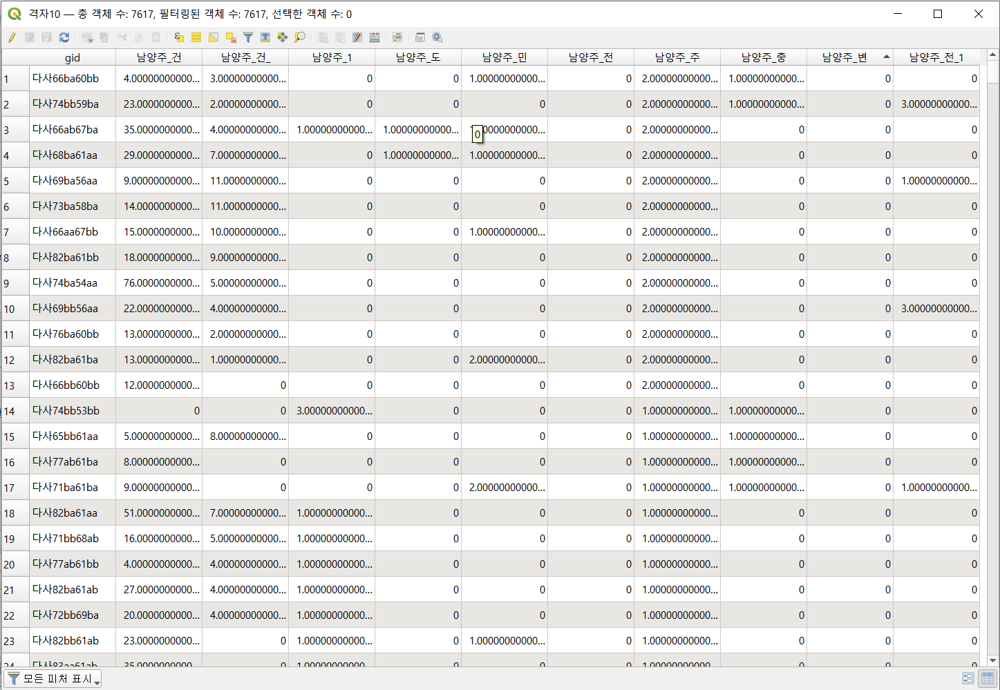 격자10 — 총 객체 수: 7617, 필터링된 객체 수: 7617, 선택한 객체 수: 0
gid 남양주_건 남양주_건_ 남양주_1 남양주_도 남양주_민 남양주_전 남양주_주 남양주_충 남양주_변 남양주_전_1
1 다사66ba60bb 4.00000000000... 3.00000000000... 0 0 1.00000000000... 0 2.00000000000... 1.00000000000... 0 0
2 다사74bb59ba 23.0000000000... 2.00000000000... 0 0 0 0 2.00000000000... 1.00000000000... 0 3.00000000000...
3 다사66ab67ba 35.0000000000... 4.00000000000... 1.00000000000... 1.00000000000... 0000000000... 0 2.00000000000... 0 0 0
0
4 다사68ba61aa 29.0000000000... 7.00000000000... 0 1.00000000000... 1.00000000000... 0 2.00000000000... 0 0 0
5 다사69ba56aa 9.00000000000... 11.0000000000... 0 0 0 0 2.00000000000... 0 0 1.00000000000...
6 다사73ba58ba 14.0000000000... 11.0000000000... 0 0 0 0 2.00000000000... 0 0 0
7 다사66aa67bb 15.0000000000... 10.0000000000... 0 0 1.00000000000... 0 2.00000000000... 0 0 0
8 다사82ba61bb 18.0000000000... 9.00000000000... 0 0 0 0 2.00000000000... 0 0 0
9 다사74ba54aa 76.0000000000... 5.00000000000... 0 0 0 0 2.00000000000... 0 0 0
10 다사69bb56aa 22.0000000000... 4.00000000000... 0 0 0 0 2.00000000000... 0 0 3.00000000000...
11 다사76ba60bb 13.0000000000... 2.00000000000... 0 0 0 0 2.00000000000... 0 0 0
12 다사82ba61ba 13.0000000000... 1.00000000000... 0 0 2.00000000000... 0 2.00000000000... 0 0 0
13 다사66bb60bb 12.0000000000... 0 0 0 0 0 2.00000000000... 0 0 0
14 다사74bb53bb 0 0 3.00000000000... 0 0 0 1.00000000000... 1.00000000000... 0 0
15 다사65bb61aa 5.00000000000... 8.00000000000... 0 0 0 0 1.00000000000... 1.00000000000... 0 0
16 다사77ab61ba 8.00000000000... 0 0 0 0 0 1.00000000000... 1.00000000000... 0 0
17 다사71ba61ba 9.00000000000... 0 0 0 2.00000000000... 0 1.00000000000... 1.00000000000... 0 1.00000000000...
18 다사82ba61aa 51.0000000000... 7.00000000000... 1.00000000000... 0 0 0 1.00000000000... 0 0 0
19 다사71bb68ab 16.0000000000... 5.00000000000... 1.00000000000... 0 0 0 1.00000000000... 0 0 0
20 다사77ab61bb 4.00000000000... 4.00000000000... 1.00000000000... 0 0 0 1.00000000000... 0 0 0
21 다사82ba61ab 27.0000000000... 4.00000000000... 1.00000000000... 0 0 0 1.00000000000... 0 0 0
22 다사72bb69ba 20.0000000000... 4.00000000000... 1.00000000000... 0 0 0 1.00000000000... 0 0 0
23 다사82bb61ab 23.0000000000... 0 1.00000000000... 0 1.00000000000... 0 1.00000000000... 0 0 0
24 다사83aa61ab 35.0000000000... 0 1.00000000000... 0 0 0 1.00000000000... 0 0 0
모든 피처 표시